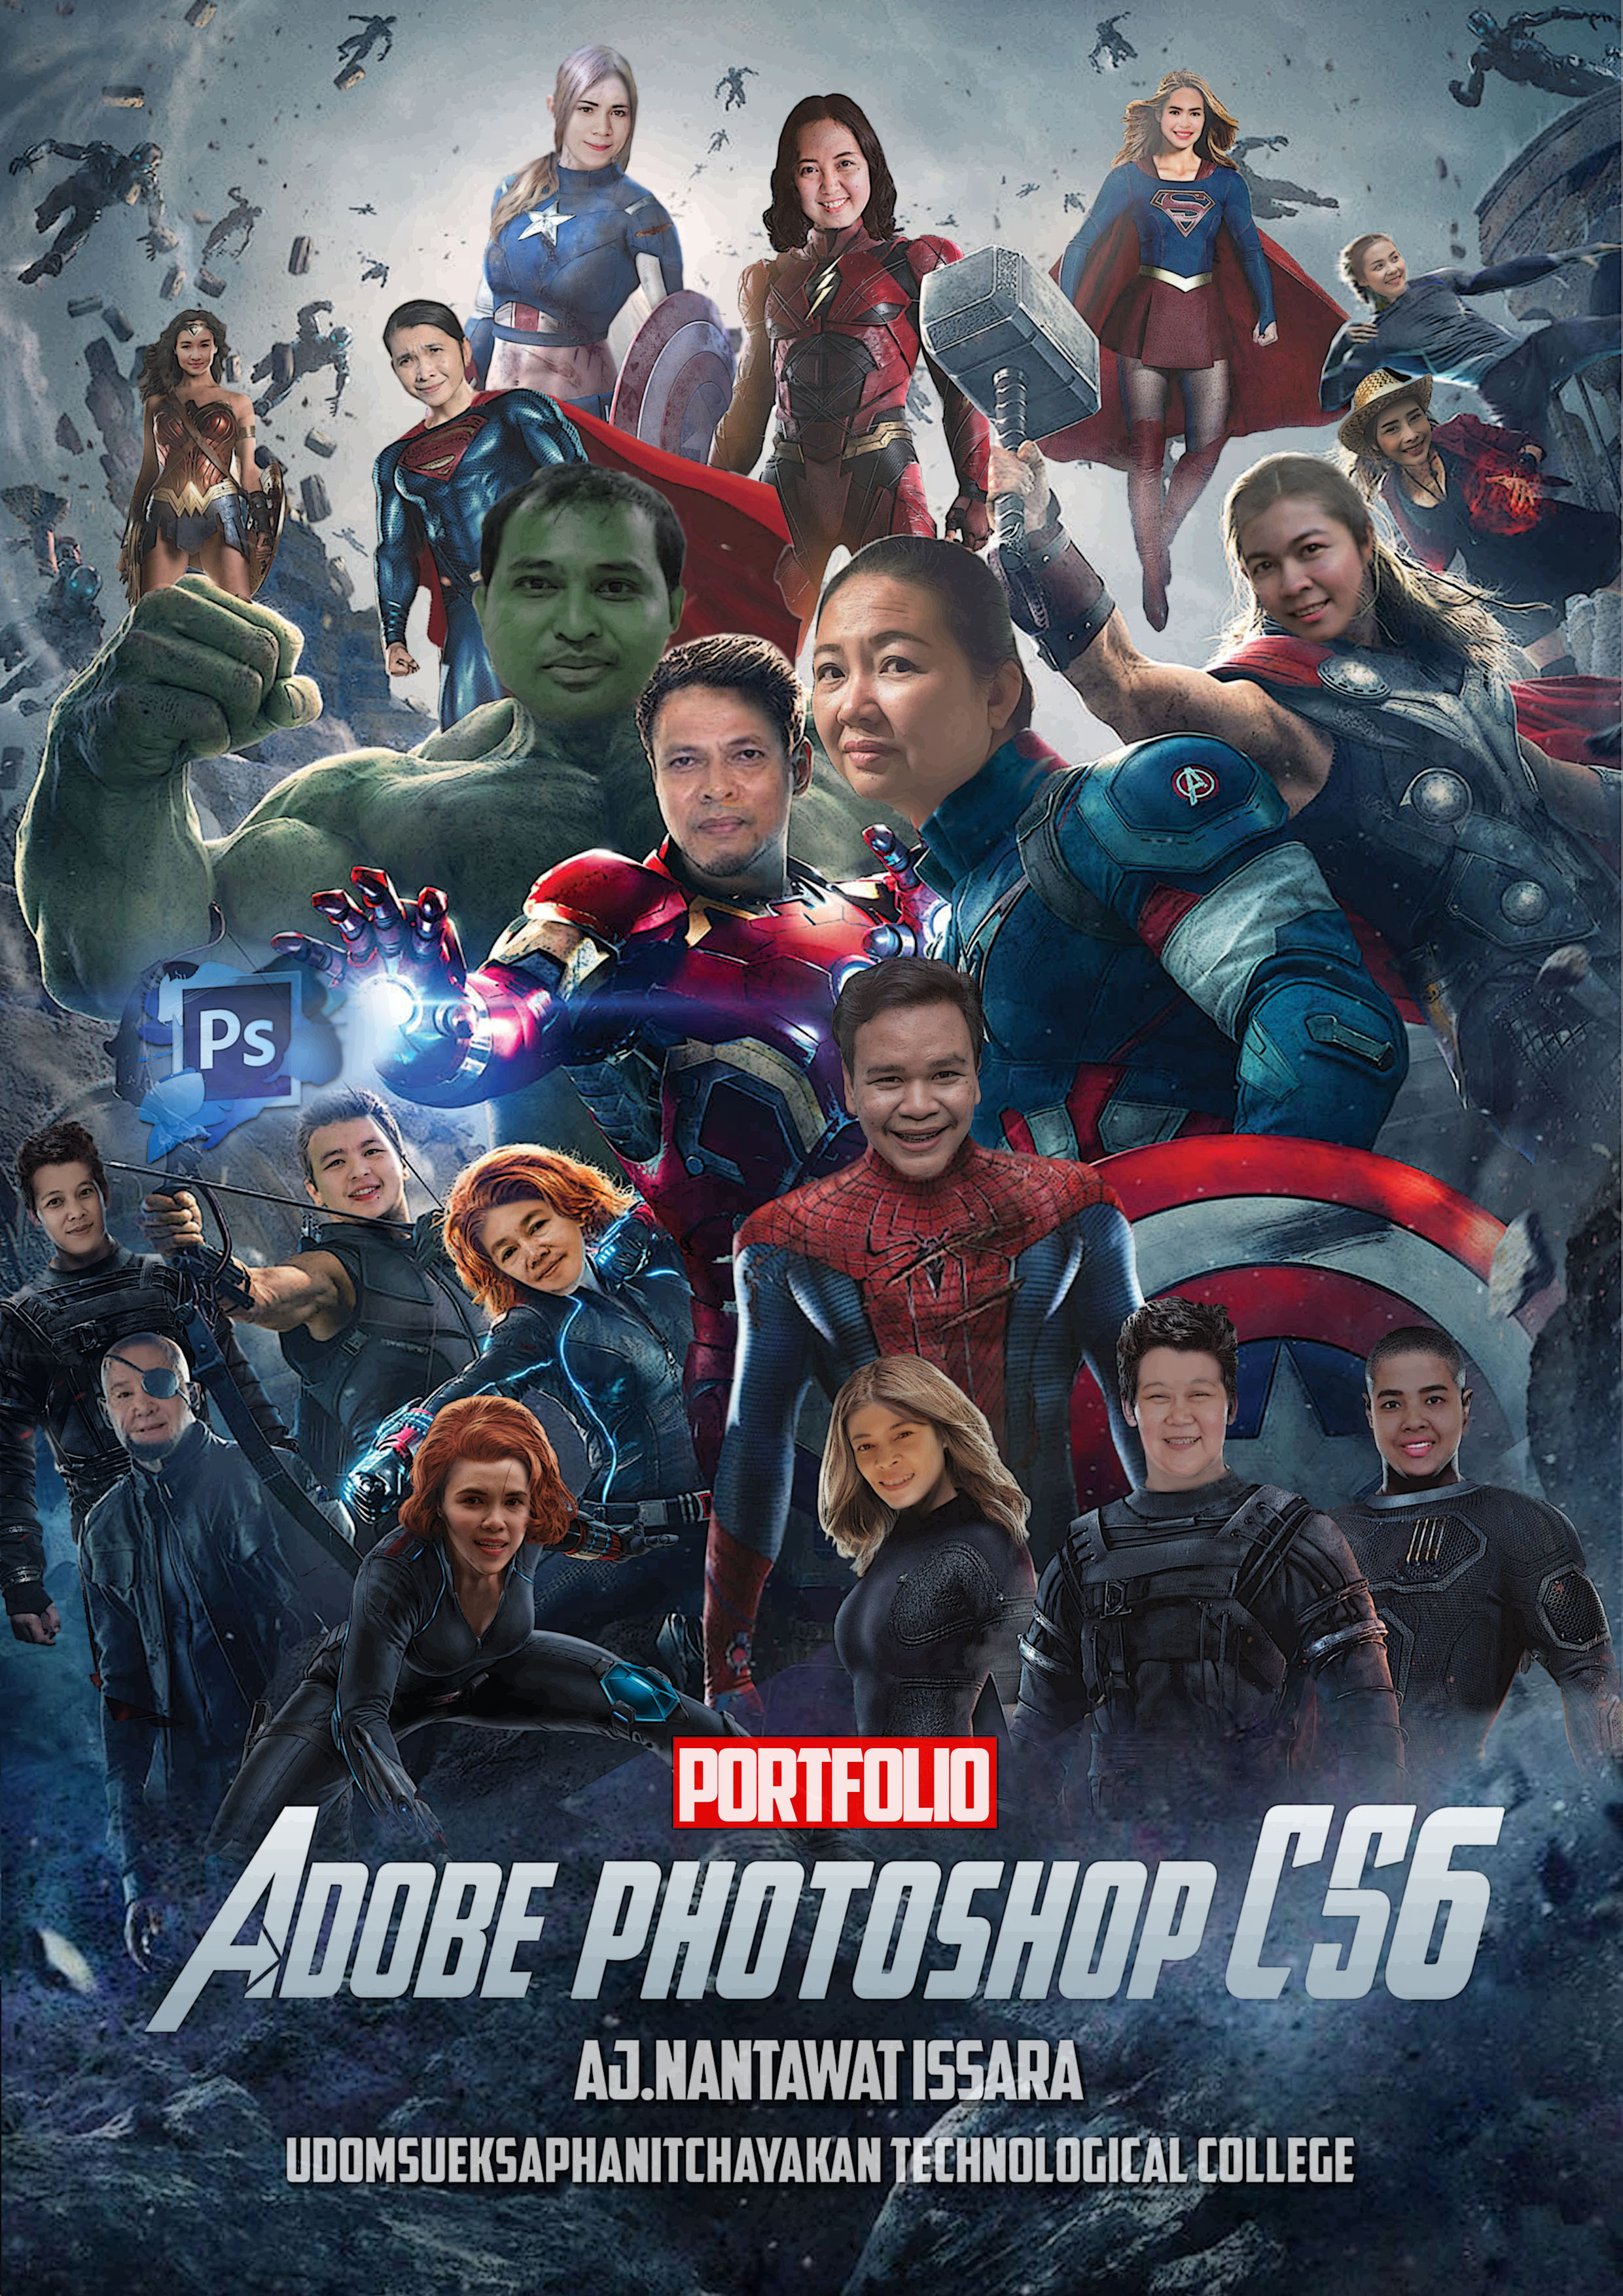 Ps
PORTFOLIO
ADOBE PHOTOSHOP CS6
AJ.NANTAWAT ISSARA
UDOMSUEKSAPHANITCHAYAKAN TECHNOLOGICAL COLLEGE